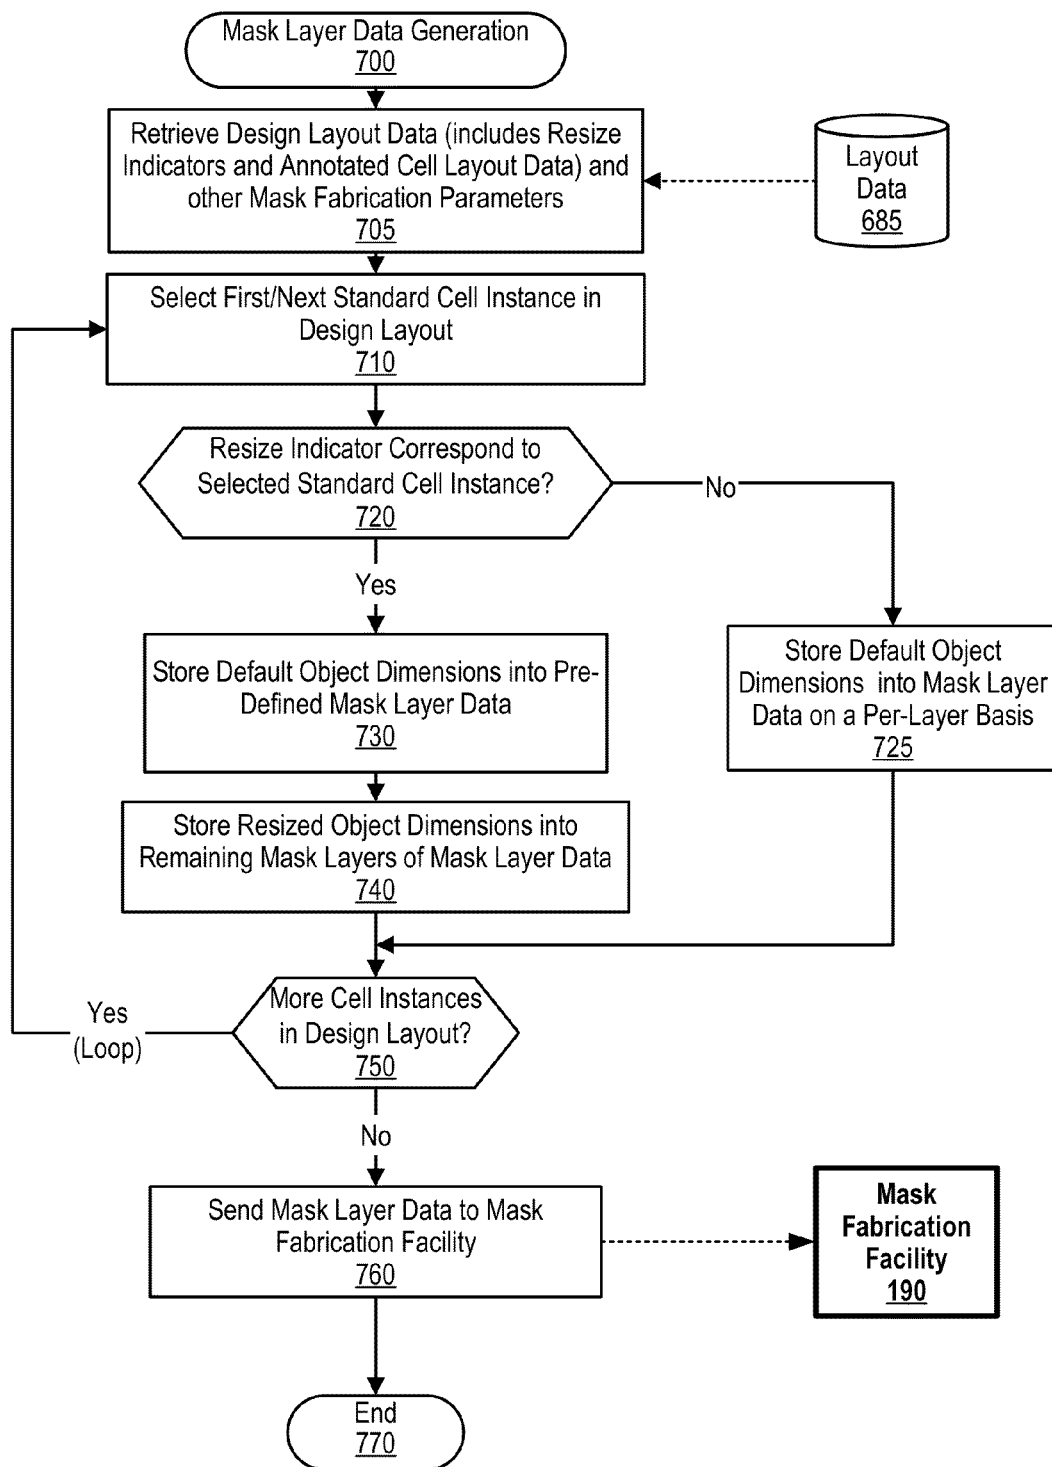 Mask Layer Data Generation
700
Retrieve Design Layout Data (includes Resize
Indicators and Annotated Cell Layout Data) and
other Mask Fabrication Parameters
705
Layout
Data
685
Select First/Next Standard Cell Instance in
Design Layout
710
Resize Indicator Correspond to
Selected Standard Cell Instance?
720
No
Yes
Store Default Object Dimensions into Pre-
Defined Mask Layer Data
730
Store Default Object
Dimensions into Mask Layer
Data on a Per-Layer Basis
725
Store Resized Object Dimensions into
Remaining Mask Layers of Mask Layer Data
740
More Cell Instances
in Design Layout?
750
Yes
(Loop)
No
Send Mask Layer Data to Mask
Fabrication Facility
760
Mask
Fabrication
Facility
190
End
770